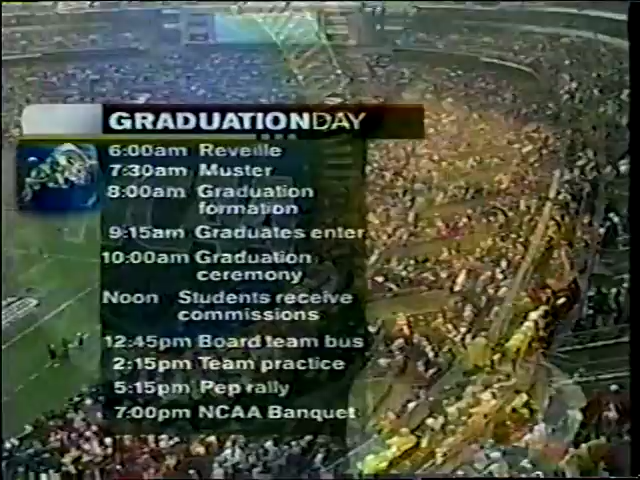 GRADUATIONDAY
6:00am Reveille
7:30am Muster
8:00am Graduation
formation
9:15am Graduates enter
10:00am Graduation
ceremony
Noon Students receive
commissions
12:45pm Board team bus
2:15pm Team practice
5:15pm Pep rally
7:00pm NCAA Banquet